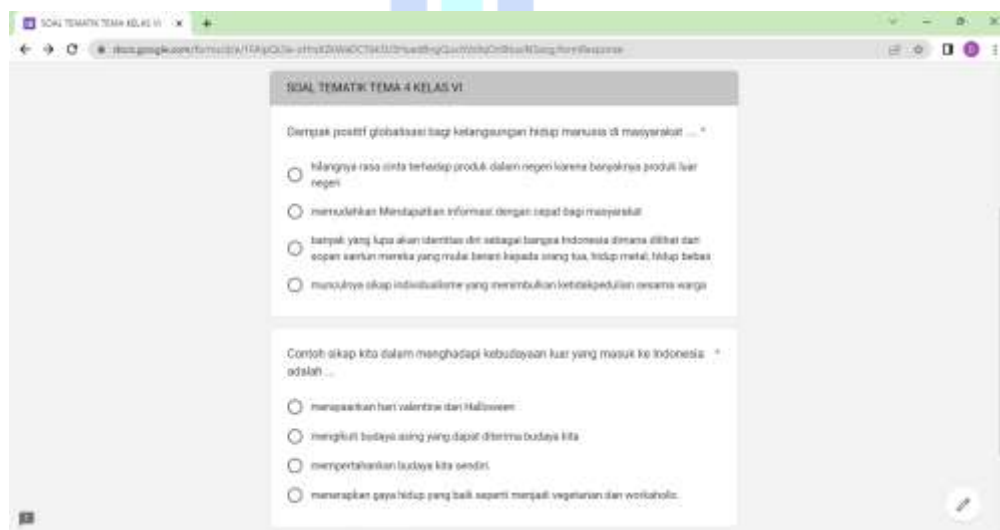 SOAL TEMATIK TEMA KELAS VI
SOAL TEMATIK TEMA 4 KELAS VI
Dampak positif globalisasi bagi kelangsungan hidup manusia di masyarakat .... *
hilangnya rasa cinta terhadap produk dalam negeri karena banyaknya produk luar
negeri
memudahkan Mendapatkan informasi dengan cepat bagi masyarakat
banyak yang lupa akan identitas diri sebagai bangsa Indonesia dimana dilihat dari
sopan santun mereka yang mulai berani kepada orang tua, hidup metal, hidup bebas
munculnya sikap individualisme yang menimbulkan ketidakpedulian sesama warga
Contoh sikap kita dalam menghadapi kebudayaan luar yang masuk ke Indonesia *
adalah ...
merayakan hari valentine dan Halloween
mengikuti budaya asing yang dapat diterima budaya kita
mempertahankan budaya kita sendiri.
menerapkan gaya hidup yang baik seperti menjadi vegetarian dan workaholic.